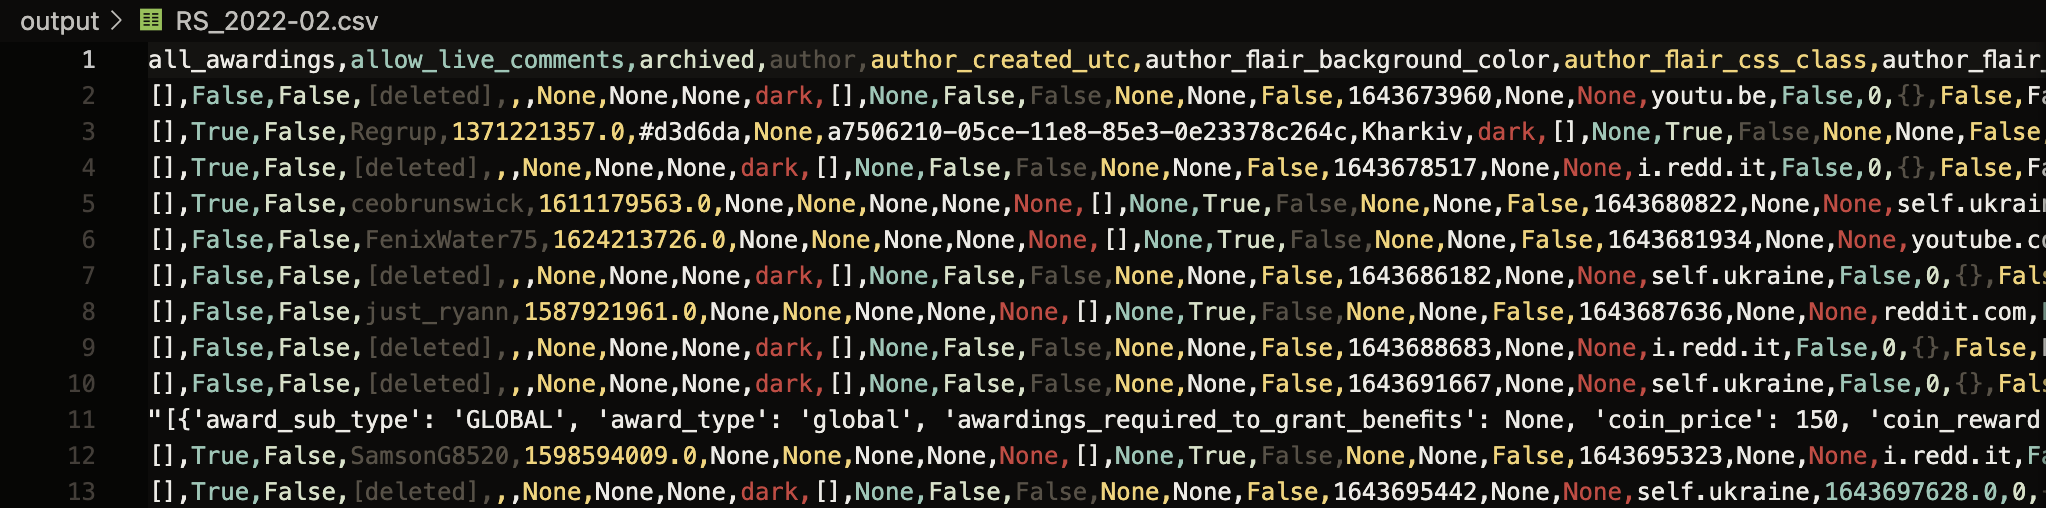 output > RS_2022-02.csv
1 all_awardings,allow_live_comments,archived,author,author_created_utc,author_flair_background_color,author_flair_css_class,author_flair_
2 [],False,False,[deleted],,,None,None,None,dark,[],None,False,False,None,None,False,1643673960,None,None,youtu.be,False,0,{},False,Fa
3 [],True,False,Regrup,1371221357.0,#d3d6da,None,a7506210-05ce-11e8-85e3-0e23378c264c,Kharkiv,dark,[],None,True,False,None,None,False
4 [],True,False,[deleted],,,None,None,None,dark,[],None,False,False,None,None,False,1643678517,None,None,i.redd.it,False,0,{},False,Fa
5 [],True,False,ceobrunswick,1611179563.0,None,None,None,None,None,[],None,True,False,None,None,False,1643680822,None,None,self.ukrai
6 [],False,False,FenixWater75,1624213726.0,None,None,None,None,None,[],None,True,False,None,None,False,1643681934,None,None,youtube.co
7 [],False,False,[deleted],,,None,None,None,dark,[],None,False,False,None,None,False,1643686182,None,None,self.ukraine,False,0,{},Fals
8 [],False,False,just_ryann,1587921961.0,None,None,None,None,None,[],None,True,False,None,None,False,1643687636,None,None,reddit.com,
9 [],False,False,[deleted],,,None,None,None,dark,[],None,False,False,None,None,False,1643688683,None,None,i.redd.it,False,0,{},False,
10 [],False,False,[deleted],,,None,None,None,dark,[],None,False,False,None,None,False,1643691667,None,None,self.ukraine,False,0,{},Fals
11 "[{'award_sub_type': 'GLOBAL', 'award_type': 'global', 'awardings_required_to_grant_benefits': None, 'coin_price': 150, 'coin_reward
12 [],True,False,SamsonG8520,1598594009.0,None,None,None,None,None,[],None,True,False,None,None,False,1643695323,None,None,i.redd.it,Fa
13 [],True,False,[deleted],,,None,None,None,dark,[],None,False,False,None,None,False,1643695442,None,None,self.ukraine,1643697628.0,0,